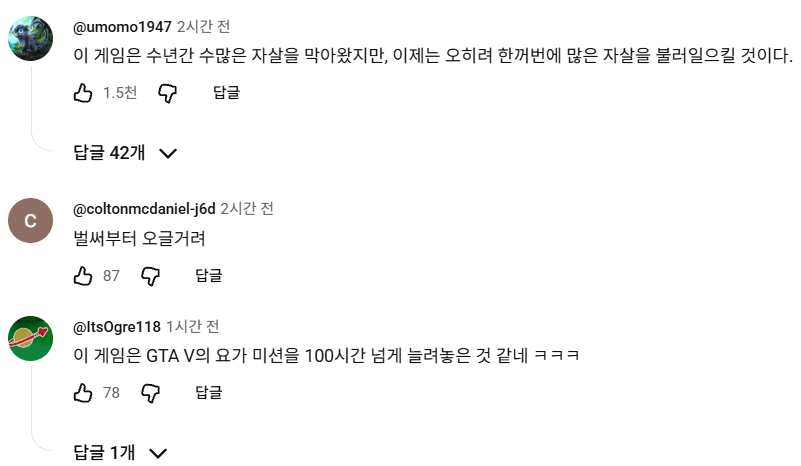 @umomo1947 2시간 전
이 게임은 수년간 수많은 자살을 막아왔지만, 이제는 오히려 한꺼번에 많은 자살을 불러일으킬 것이다.
1.5천 답글
답글 42개
C
@coltonmcdaniel-j6d 2시간 전
벌써부터 오글거려
87 답글
@ItsOgre118 1시간 전
이 게임은 GTA V의 요가 미션을 100시간 넘게 늘려놓은 것 같네 ㅋㅋㅋ
78 답글
답글 1개